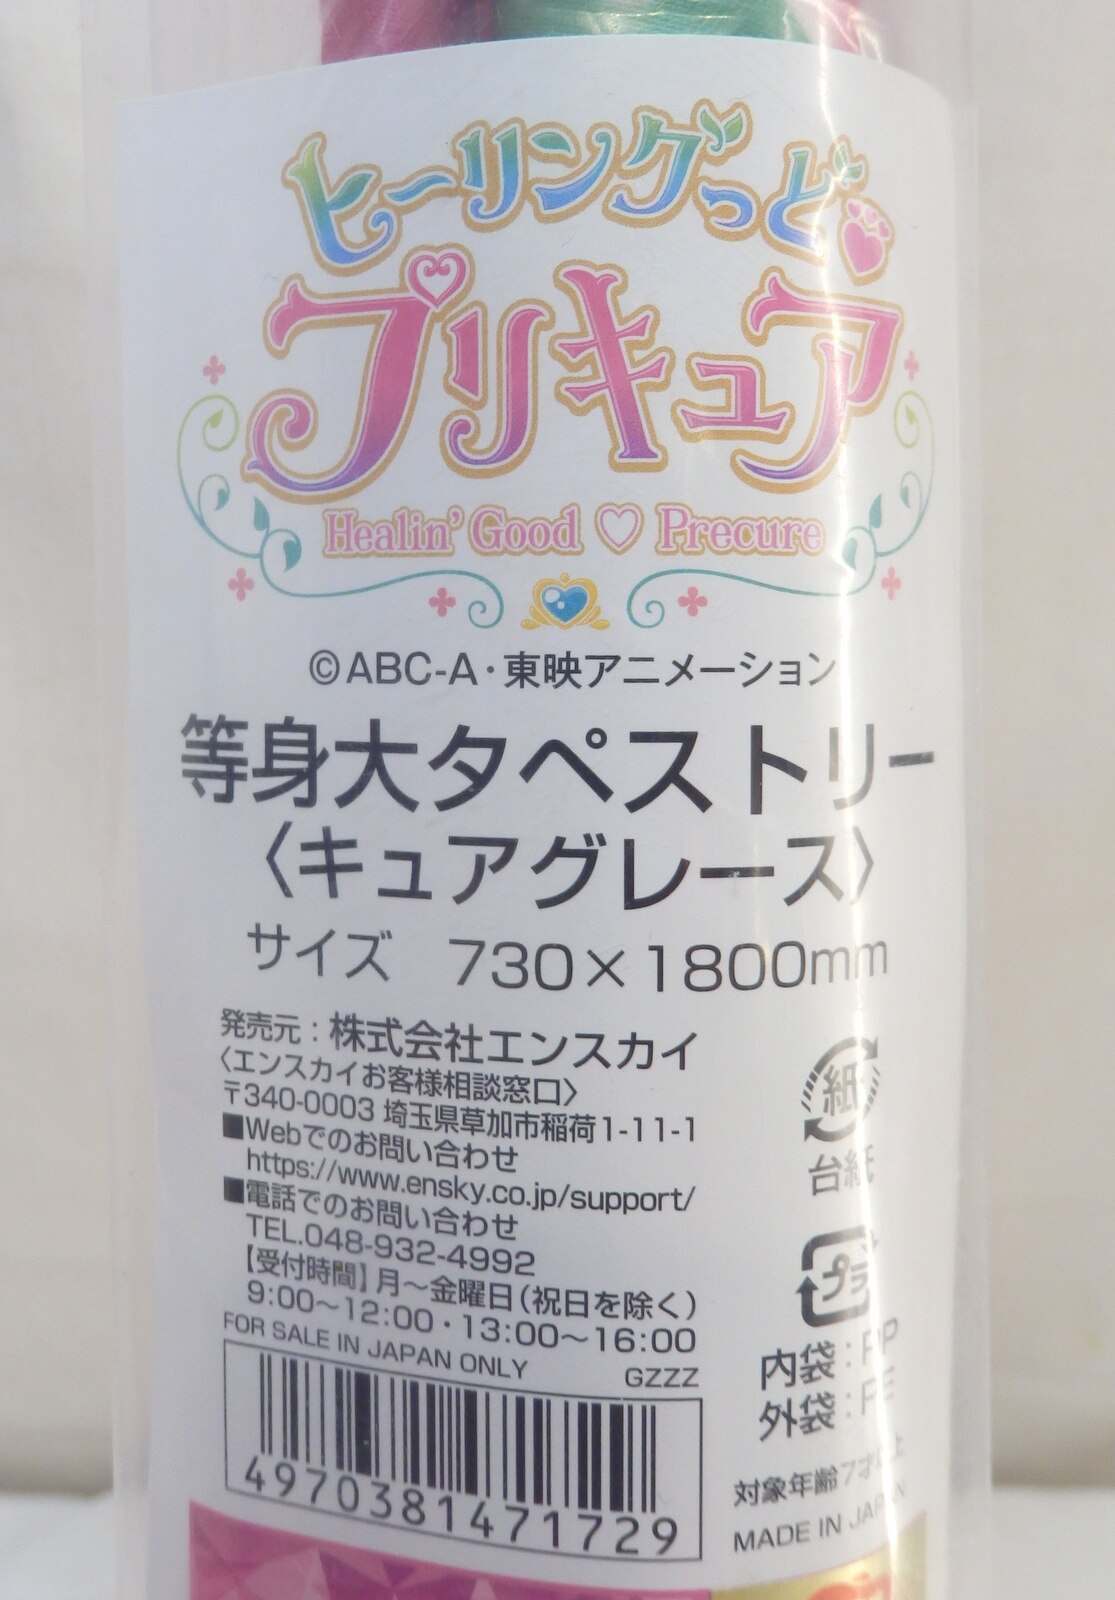 ヒーリングっど
プリキュア
Healin' Good ♡ Precure
©ABC-A・東映アニメーション
等身大タペストリー
〈キュアグレース〉
サイズ 730×1800mm
発売元：株式会社エンスカイ
〈エンスカイお客様相談窓口〉
〒340-0003 埼玉県草加市稲荷1-11-1
■Webでのお問い合わせ
https://www.ensky.co.jp/support/
■電話でのお問い合わせ
TEL.048-932-4992
【受付時間】月～金曜日（祝日を除く）
9:00～12:00・13:00～16:00
FOR SALE IN JAPAN ONLY
GZZZ
4970381471729
紙
台紙
プラ
内袋：PP
外袋：PE
対象年齢7才以上
MADE IN JAPAN